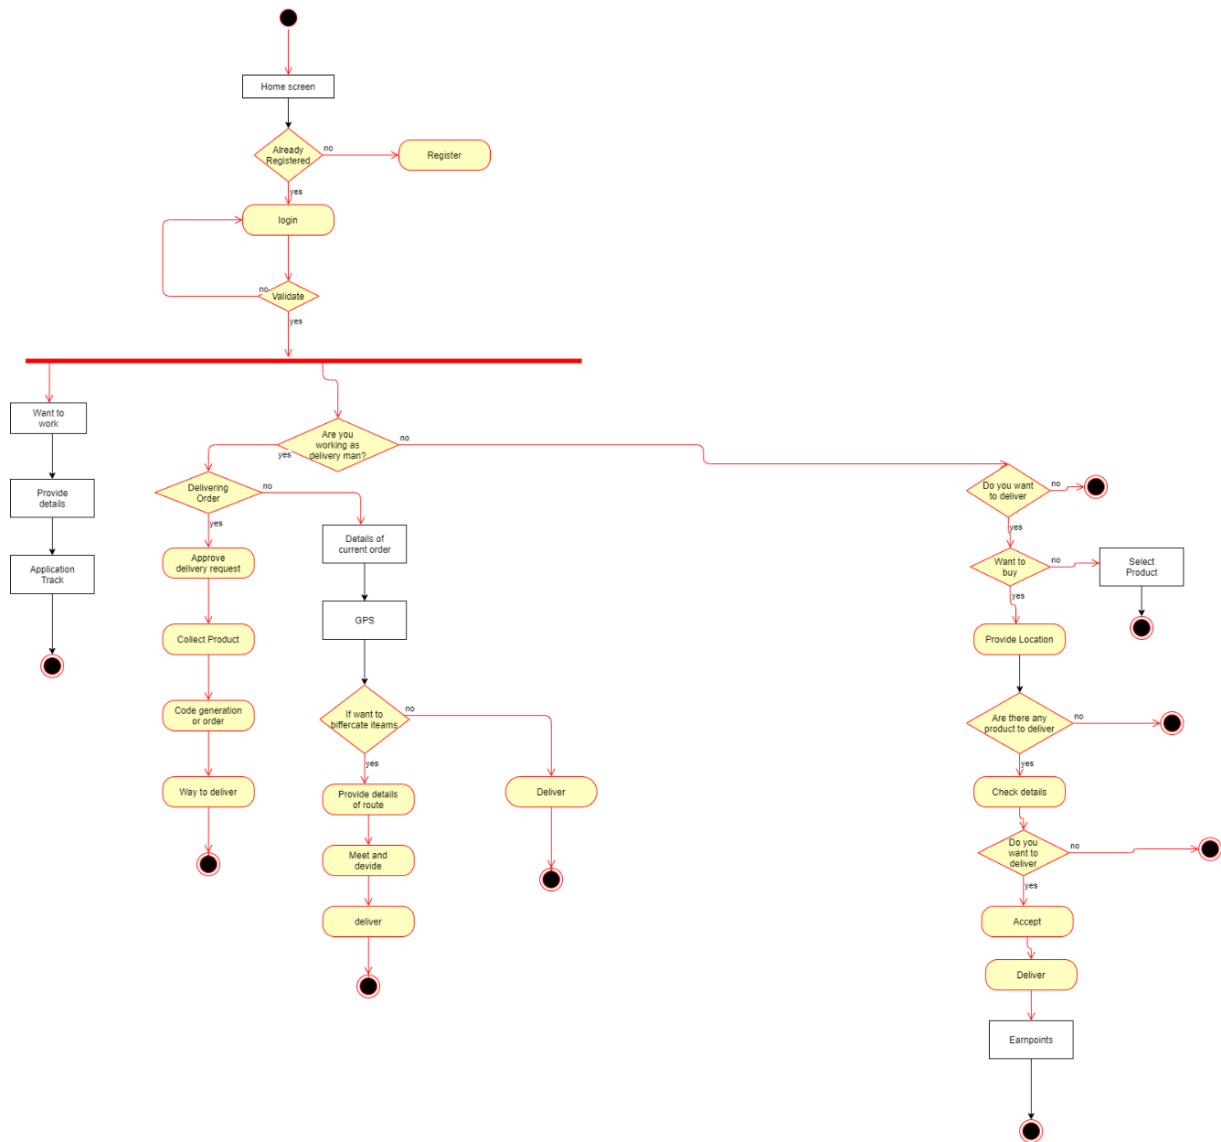 Home screen
Already
Registered
no
Register
yes
login
no
Validate
yes
Want to
work
Provide
details
Application
Track
Are you
working as
delivery man?
no
yes
Delivering
Order
no
yes
Approve
delivery request
Collect Product
Code generation
or order
Way to deliver
Details of
current order
GPS
If want to
biffercate iteams
no
yes
Provide details
of route
Meet and
devide
deliver
Deliver
Do you want
to deliver
no
yes
Want to
buy
no
Select
Product
yes
Provide Location
Are there any
product to deliver
no
yes
Check details
Do you
want to
deliver
no
yes
Accept
Deliver
Earnpoints